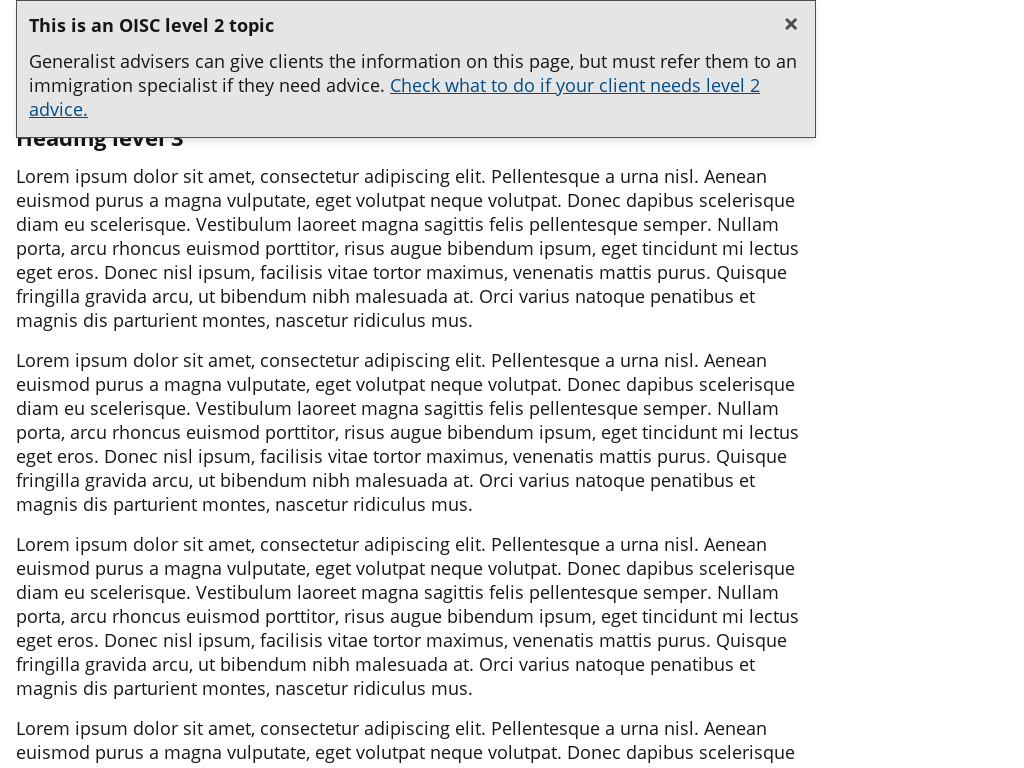 This is an OISC level 2 topic
Generalist advisers can give clients the information on this page, but must refer them to an
immigration specialist if they need advice. Check what to do if your client needs level 2
advice.
Heading level 3
Lorem ipsum dolor sit amet, consectetur adipiscing elit. Pellentesque a urna nisl. Aenean
euismod purus a magna vulputate, eget volutpat neque volutpat. Donec dapibus scelerisque
diam eu scelerisque. Vestibulum laoreet magna sagittis felis pellentesque semper. Nullam
porta, arcu rhoncus euismod porttitor, risus augue bibendum ipsum, eget tincidunt mi lectus
eget eros. Donec nisl ipsum, facilisis vitae tortor maximus, venenatis mattis purus. Quisque
fringilla gravida arcu, ut bibendum nibh malesuada at. Orci varius natoque penatibus et
magnis dis parturient montes, nascetur ridiculus mus.
Lorem ipsum dolor sit amet, consectetur adipiscing elit. Pellentesque a urna nisl. Aenean
euismod purus a magna vulputate, eget volutpat neque volutpat. Donec dapibus scelerisque
diam eu scelerisque. Vestibulum laoreet magna sagittis felis pellentesque semper. Nullam
porta, arcu rhoncus euismod porttitor, risus augue bibendum ipsum, eget tincidunt mi lectus
eget eros. Donec nisl ipsum, facilisis vitae tortor maximus, venenatis mattis purus. Quisque
fringilla gravida arcu, ut bibendum nibh malesuada at. Orci varius natoque penatibus et
magnis dis parturient montes, nascetur ridiculus mus.
Lorem ipsum dolor sit amet, consectetur adipiscing elit. Pellentesque a urna nisl. Aenean
euismod purus a magna vulputate, eget volutpat neque volutpat. Donec dapibus scelerisque
diam eu scelerisque. Vestibulum laoreet magna sagittis felis pellentesque semper. Nullam
porta, arcu rhoncus euismod porttitor, risus augue bibendum ipsum, eget tincidunt mi lectus
eget eros. Donec nisl ipsum, facilisis vitae tortor maximus, venenatis mattis purus. Quisque
fringilla gravida arcu, ut bibendum nibh malesuada at. Orci varius natoque penatibus et
magnis dis parturient montes, nascetur ridiculus mus.
Lorem ipsum dolor sit amet, consectetur adipiscing elit. Pellentesque a urna nisl. Aenean
euismod purus a magna vulputate, eget volutpat neque volutpat. Donec dapibus scelerisque